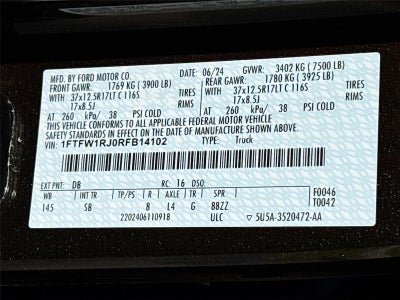 MFD. BY FORD MOTOR CO. DATE: 06/24 GVWR: 3402 KG ( 7500 LB)
FRONT GAWR: 1769 KG ( 3900 LB) REAR GAWR: 1780 KG ( 3925 LB)
WITH 37x12.5R17LT C 116S TIRES WITH 37x12.5R17LT C 116S TIRES
17x8.5J RIMS 17x8.5J RIMS
AT 260 kPa/ 38 PSI COLD AT 260 kPa/ 38 PSI COLD
THIS VEHICLE CONFORMS TO ALL APPLICABLE FEDERAL MOTOR VEHICLE
SAFETY STANDARDS IN EFFECT ON THE DATE OF MANUFACTURE SHOWN ABOVE.
VIN: 1FTFW1RJ0RFB14102 TYPE: Truck
EXT PNT: DB RC: 16 DSO: F0046
WB INT TR TP/PS R AXLE TR SPR T0042
145 SB 8 L4 G 88ZZ
2202406110918 ULC 5U5A-3520472-AA